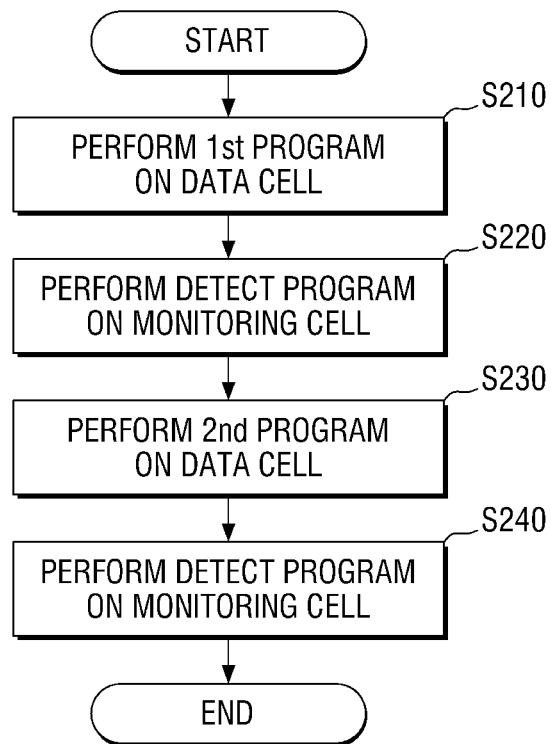 START
S210
PERFORM 1st PROGRAM
ON DATA CELL
S220
PERFORM DETECT PROGRAM
ON MONITORING CELL
S230
PERFORM 2nd PROGRAM
ON DATA CELL
S240
PERFORM DETECT PROGRAM
ON MONITORING CELL
END